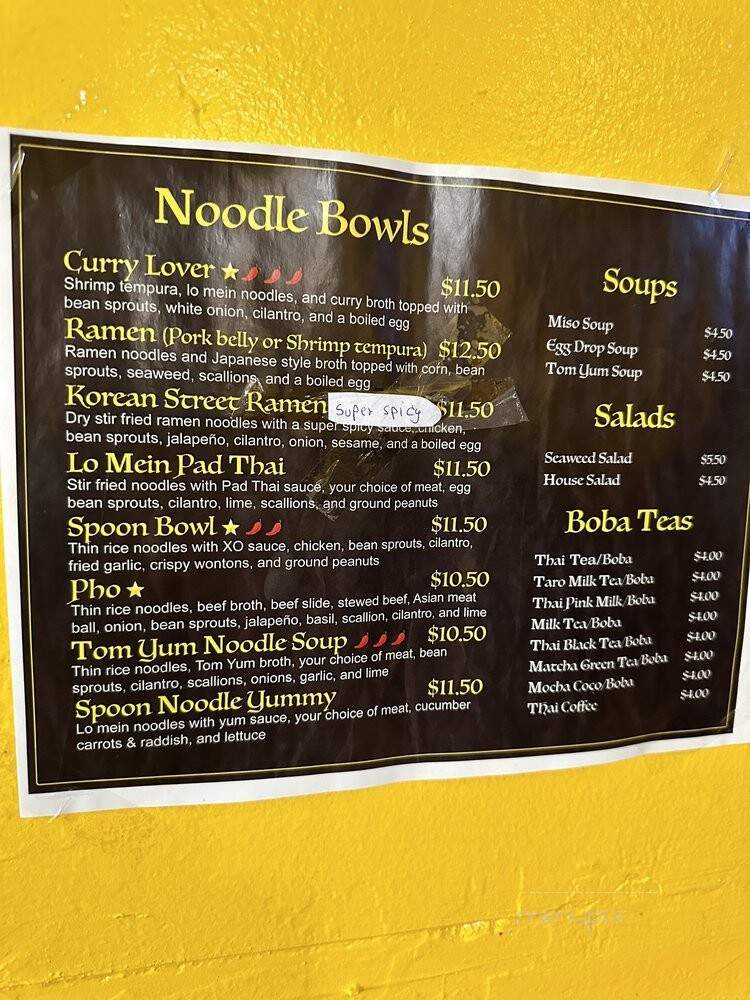 Noodle Bowls
Curry Lover ★ $11.50
Shrimp tempura, lo mein noodles, and curry broth topped with
bean sprouts, white onion, cilantro, and a boiled egg
Ramen (Pork belly or Shrimp tempura) $12.50
Ramen noodles and Japanese style broth topped with corn, bean
sprouts, seaweed, scallions, and a boiled egg
Korean Street Ramen Super spicy $11.50
Dry stir fried ramen noodles with a super spicy sauce, chicken,
bean sprouts, jalapeño, cilantro, onion, sesame, and a boiled egg
Lo Mein Pad Thai $11.50
Stir fried noodles with Pad Thai sauce, your choice of meat, egg
bean sprouts, cilantro, lime, scallions, and ground peanuts
Spoon Bowl ★ $11.50
Thin rice noodles with XO sauce, chicken, bean sprouts, cilantro,
fried garlic, crispy wontons, and ground peanuts
Pho ★ $10.50
Thin rice noodles, beef broth, beef slide, stewed beef, Asian meat
ball, onion, bean sprouts, jalapeño, basil, scallion, cilantro, and lime
Tom Yum Noodle Soup $10.50
Thin rice noodles, Tom Yum broth, your choice of meat, bean
sprouts, cilantro, scallions, onions, garlic, and lime
Spoon Noodle Yummy $11.50
Lo mein noodles with yum sauce, your choice of meat, cucumber
carrots & raddish, and lettuce
Soups
Miso Soup $4.50
Egg Drop Soup $4.50
Tom Yum Soup $4.50
Salads
Seaweed Salad $5.50
House Salad $4.50
Boba Teas
Thai Tea/Boba $4.00
Taro Milk Tea/Boba $4.00
Thai Pink Milk/Boba $4.00
Milk Tea/Boba $4.00
Thai Black Tea/Boba $4.00
Matcha Green Tea/Boba $4.00
Mocha Coco/Boba $4.00
Thai Coffee $4.00